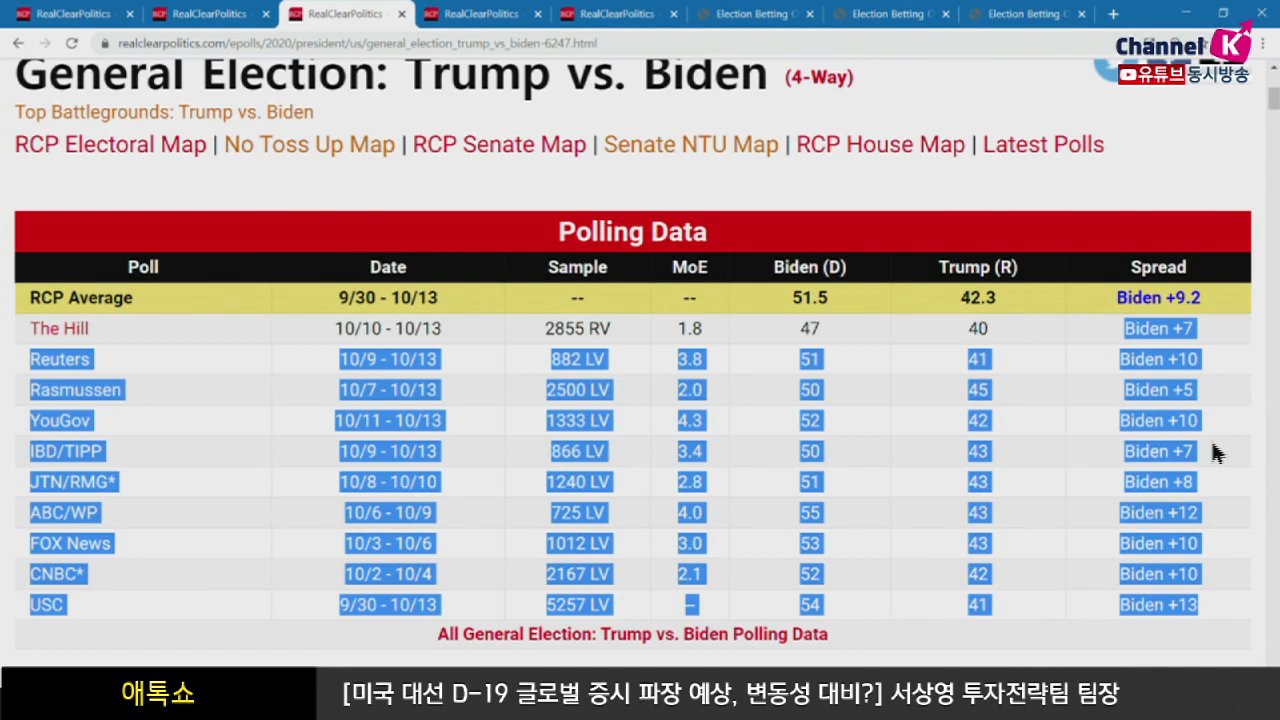 RealClearPolitics RealClearPolitics RealClearPolitics RealClearPolitics RealClearPolitics Election Betting Election Betting Election Betting
realclearpolitics.com/epolls/2020/president/us/general_election_trump_vs_biden-6247.html
Channel K
유튜브동시방송
General Election: Trump vs. Biden (4-Way)
Top Battlegrounds: Trump vs. Biden
RCP Electoral Map | No Toss Up Map | RCP Senate Map | Senate NTU Map | RCP House Map | Latest Polls
Polling Data
Poll Date Sample MoE Biden (D) Trump (R) Spread
RCP Average 9/30 - 10/13 -- -- 51.5 42.3 Biden +9.2
The Hill 10/10 - 10/13 2855 RV 1.8 47 40 Biden +7
Reuters 10/9 - 10/13 882 LV 3.8 51 41 Biden +10
Rasmussen 10/7 - 10/13 2500 LV 2.0 50 45 Biden +5
YouGov 10/11 - 10/13 1333 LV 4.3 52 42 Biden +10
IBD/TIPP 10/9 - 10/13 866 LV 3.4 50 43 Biden +7
JTN/RMG* 10/8 - 10/10 1240 LV 2.8 51 43 Biden +8
ABC/WP 10/6 - 10/9 725 LV 4.0 55 43 Biden +12
FOX News 10/3 - 10/6 1012 LV 3.0 53 43 Biden +10
CNBC* 10/2 - 10/4 2167 LV 2.1 52 42 Biden +10
USC 9/30 - 10/13 5257 LV -- 54 41 Biden +13
All General Election: Trump vs. Biden Polling Data
애톡쇼 [미국 대선 D-19 글로벌 증시 파장 예상, 변동성 대비?] 서상영 투자전략팀 팀장